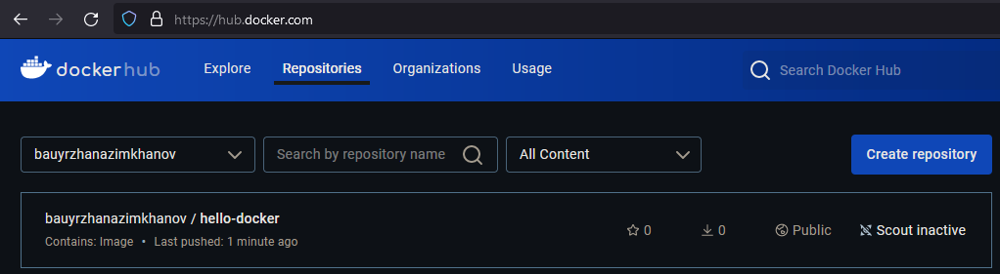 https://hub.docker.com
docker hub Explore Repositories Organizations Usage Search Docker Hub
bauyrzhanazimkhanov Search by repository name All Content Create repository
bauyrzhanazimkhanov / hello-docker
Contains: Image • Last pushed: 1 minute ago
0 0 Public Scout inactive